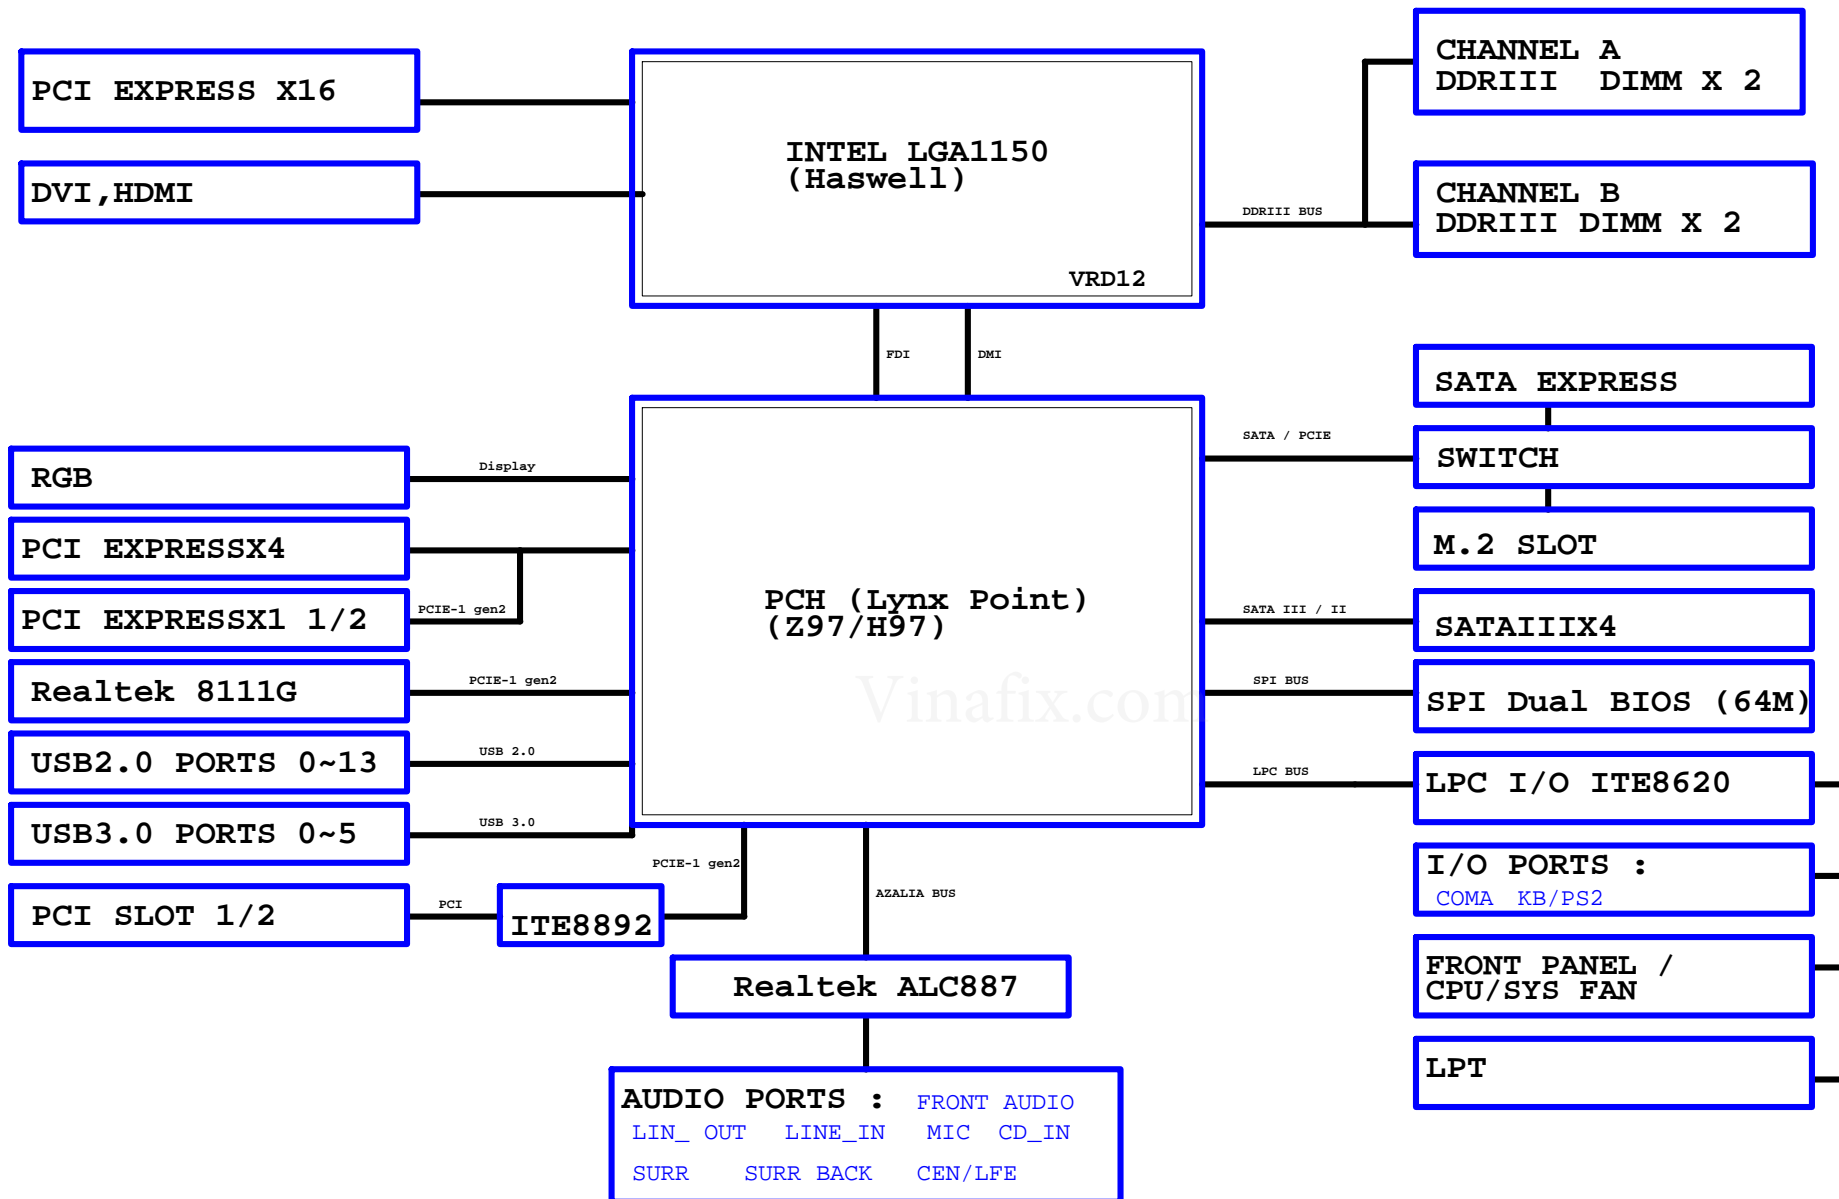 PCI EXPRESS X16
DVI,HDMI
INTEL LGA1150
(Haswell)
VRD12
CHANNEL A
DDRIII DIMM X 2
CHANNEL B
DDRIII DIMM X 2
DDRIII BUS
FDI
DMI
RGB
Display
PCI EXPRESSX4
PCI EXPRESSX1 1/2
PCIE-1 gen2
Realtek 8111G
PCIE-1 gen2
USB2.0 PORTS 0~13
USB 2.0
USB3.0 PORTS 0~5
USB 3.0
PCI SLOT 1/2
PCI
ITE8892
PCIE-1 gen2
PCH (Lynx Point)
(Z97/H97)
Vinafix.com
SATA EXPRESS
SATA / PCIE
SWITCH
M.2 SLOT
SATA III / II
SATAIIIX4
SPI BUS
SPI Dual BIOS (64M)
LPC BUS
LPC I/O ITE8620
I/O PORTS :
COMA KB/PS2
FRONT PANEL /
CPU/SYS FAN
LPT
AZALIA BUS
Realtek ALC887
AUDIO PORTS : FRONT AUDIO
LIN_ OUT LINE_IN MIC CD_IN
SURR SURR BACK CEN/LFE